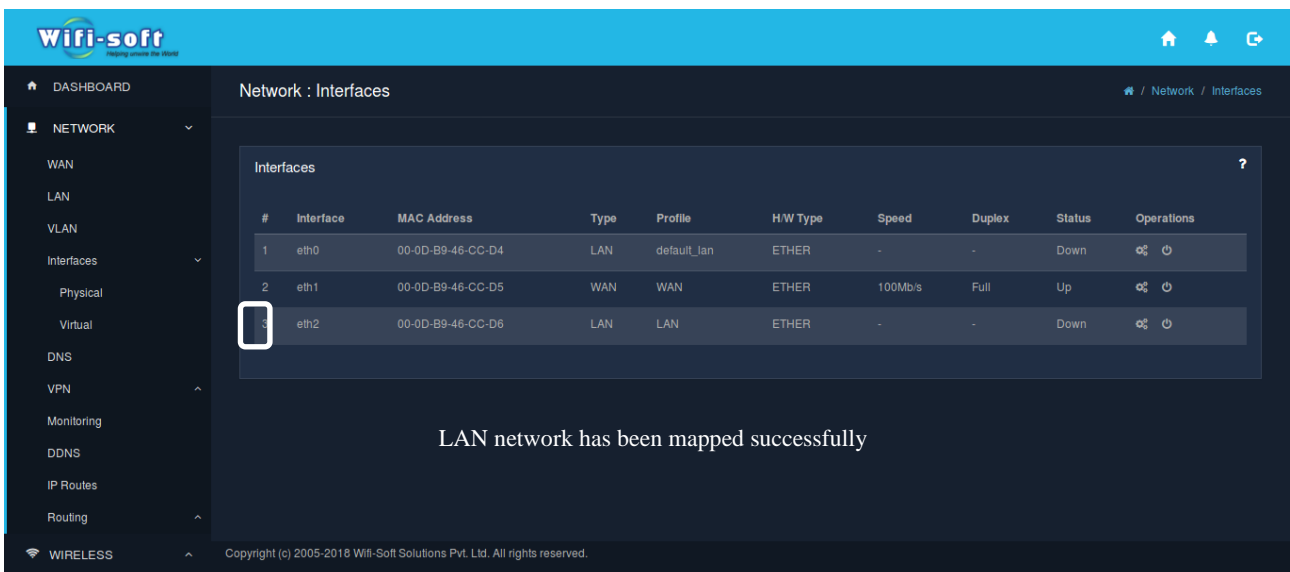 Wifi-soft
Helping unwire the World
DASHBOARD
Network : Interfaces
/ Network / Interfaces
NETWORK
WAN
LAN
VLAN
Interfaces
Physical
Virtual
DNS
VPN
Monitoring
DDNS
IP Routes
Routing
WIRELESS
Interfaces ?
# Interface MAC Address Type Profile H/W Type Speed Duplex Status Operations
1 eth0 00-0D-B9-46-CC-D4 LAN default_lan ETHER - - Down
2 eth1 00-0D-B9-46-CC-D5 WAN WAN ETHER 100Mb/s Full Up
3 eth2 00-0D-B9-46-CC-D6 LAN LAN ETHER - - Down
LAN network has been mapped successfully
Copyright (c) 2005-2018 Wifi-Soft Solutions Pvt. Ltd. All rights reserved.